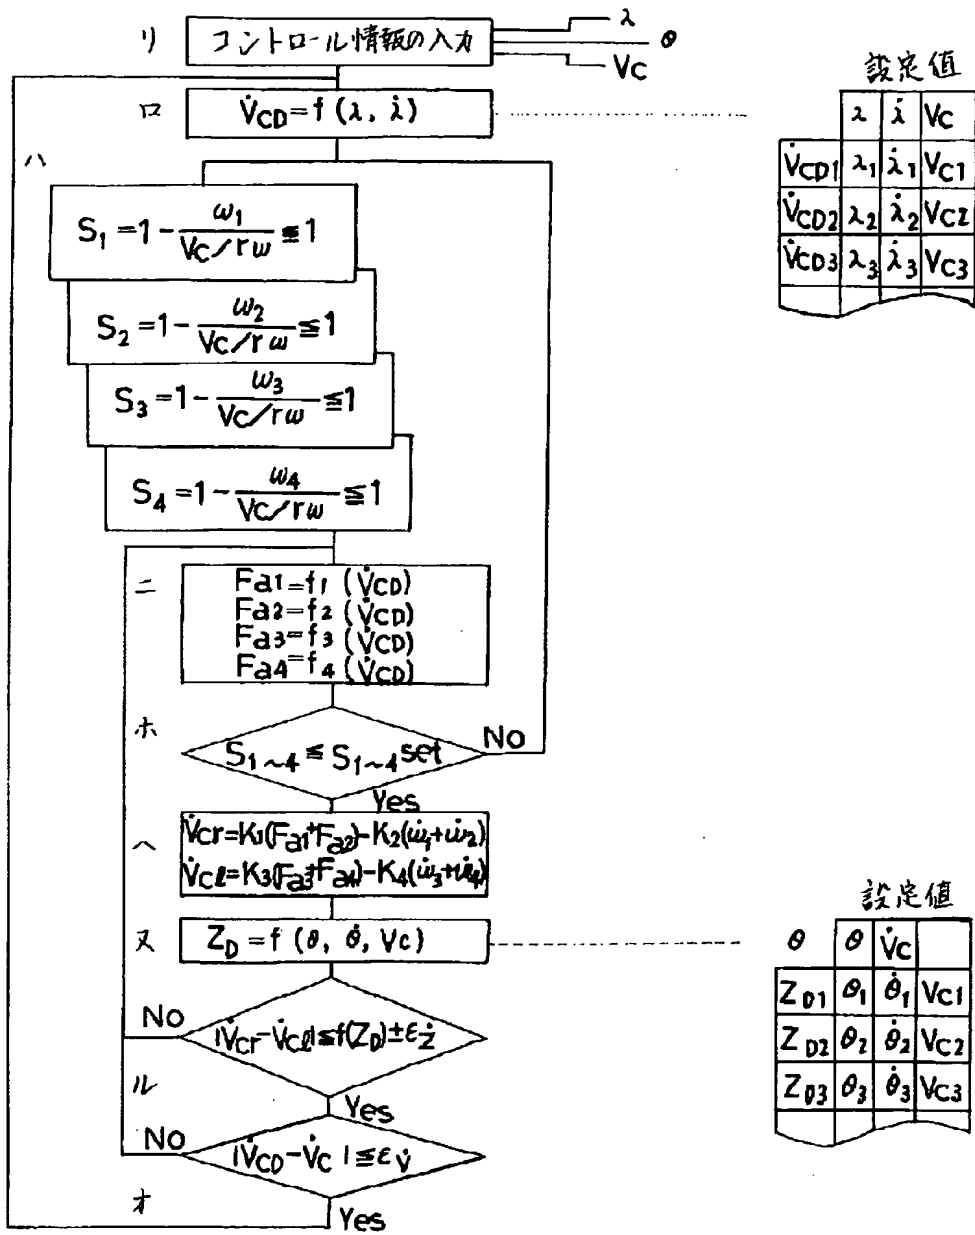 リ コントロール情報の入力 λ
θ
Vc
設定値
ロ V̇CD=f(λ, λ̇)
λ λ̇ Vc
V̇CD1 λ1 λ̇1 VC1
V̇CD2 λ2 λ̇2 VC2
V̇CD3 λ3 λ̇3 VC3
ハ
S1=1-ω1/(Vc/rω)≦1
S2=1-ω2/(Vc/rω)≦1
S3=1-ω3/(Vc/rω)≦1
S4=1-ω4/(Vc/rω)≦1
ニ Fa1=f1(V̇CD)
Fa2=f2(V̇CD)
Fa3=f3(V̇CD)
Fa4=f4(V̇CD)
ホ S1~4≦S1~4set No
Yes
ヘ V̇cr=K1(Fa1+Fa2)-K2(ω̇1+ω̇2)
V̇cℓ=K3(Fa3+Fa4)-K4(ω̇3+ω̇4)
設定値
ヌ ZD=f(θ, θ̇, Vc)
θ θ V̇c
ZD1 θ1 θ̇1 VC1
ZD2 θ2 θ̇2 VC2
ZD3 θ3 θ̇3 VC3
No |V̇cr-V̇cℓ|≦f(ZD)±εŻ
ル Yes
No |V̇CD-V̇c|≦εV̇
オ Yes